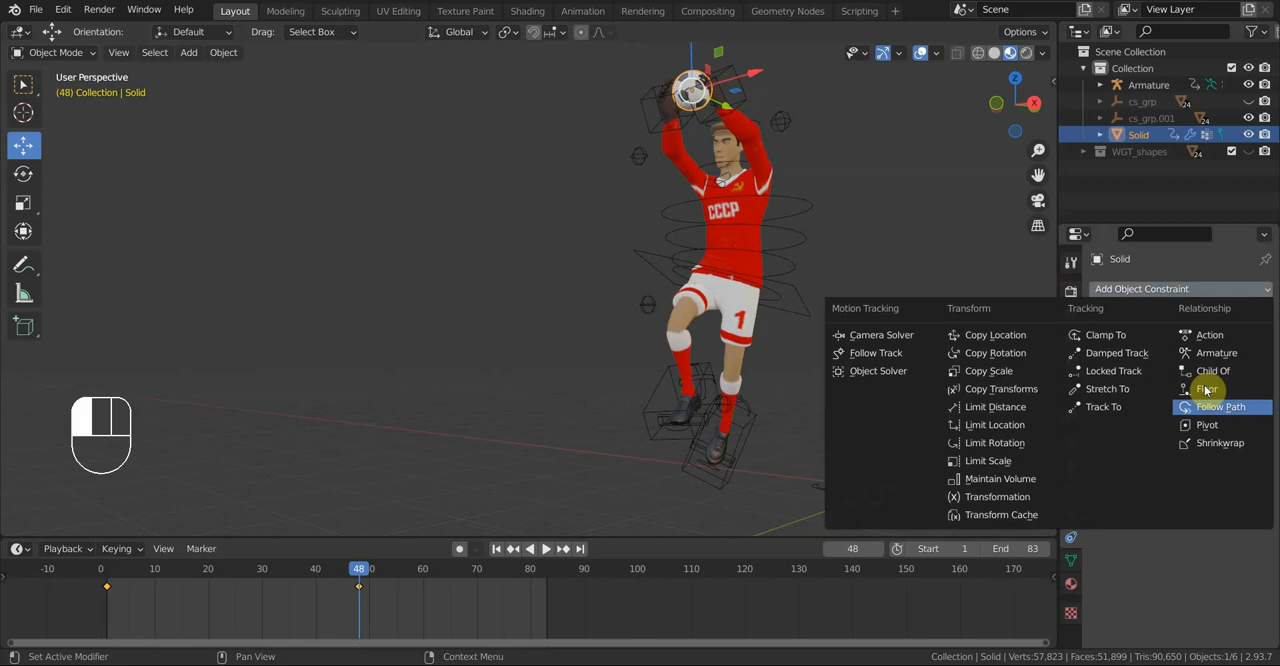 File Edit Render Window Help Layout Modeling Sculpting UV Editing Texture Paint Shading Animation Rendering Compositing Geometry Nodes Scripting + Scene View Layer
Orientation: Default Drag: Select Box Global Options
Object Mode View Select Add Object
User Perspective
(48) Collection | Solid
Z
X
Scene Collection
Collection
Armature
cs_grp 24
cs_grp.001 24
Solid
WGT_shapes 24
Solid
Add Object Constraint
Motion Tracking Transform Tracking Relationship
Camera Solver Copy Location Clamp To Action
Follow Track Copy Rotation Damped Track Armature
Object Solver Copy Scale Locked Track Child Of
Copy Transforms Stretch To Floor
Limit Distance Track To Follow Path
Limit Location Pivot
Limit Rotation Shrinkwrap
Limit Scale
Maintain Volume
Transformation
Transform Cache
СССР
1
Playback Keying View Marker 48 Start 1 End 83
-10 0 10 20 30 40 48 0 60 70 80 90 100 110 120 130 140 150 160 170
Set Active Modifier Pan View Context Menu Collection | Solid | Verts:57,823 | Faces:51,899 | Tris:90,650 | Objects:1/6 | 2.93.7